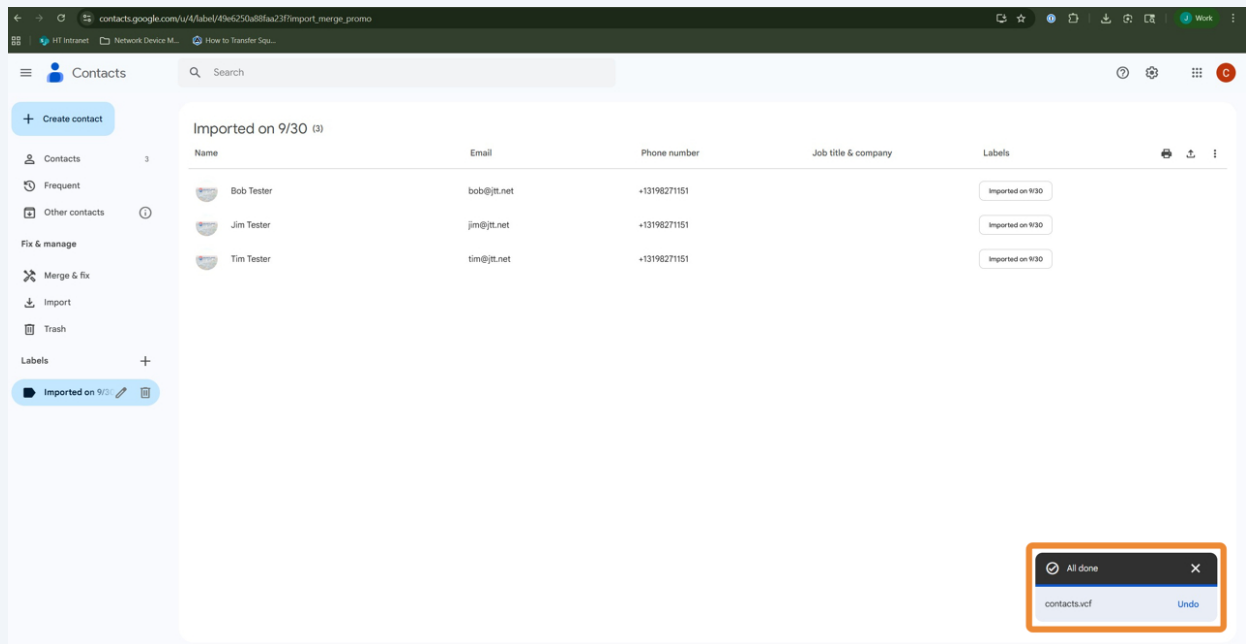 contacts.google.com/u/4/label/49e6250a88faa23f?import_merge_promo
J Work
HT Intranet Network Device M... How to Transfer Squ...
Contacts
Search
C
Create contact
Contacts 3
Frequent
Other contacts
Fix & manage
Merge & fix
Import
Trash
Labels
Imported on 9/30
Imported on 9/30 (3)
Name Email Phone number Job title & company Labels
Bob Tester bob@jtt.net +13198271151 Imported on 9/30
Jim Tester jim@jtt.net +13198271151 Imported on 9/30
Tim Tester tim@jtt.net +13198271151 Imported on 9/30
All done
contacts.vcf Undo